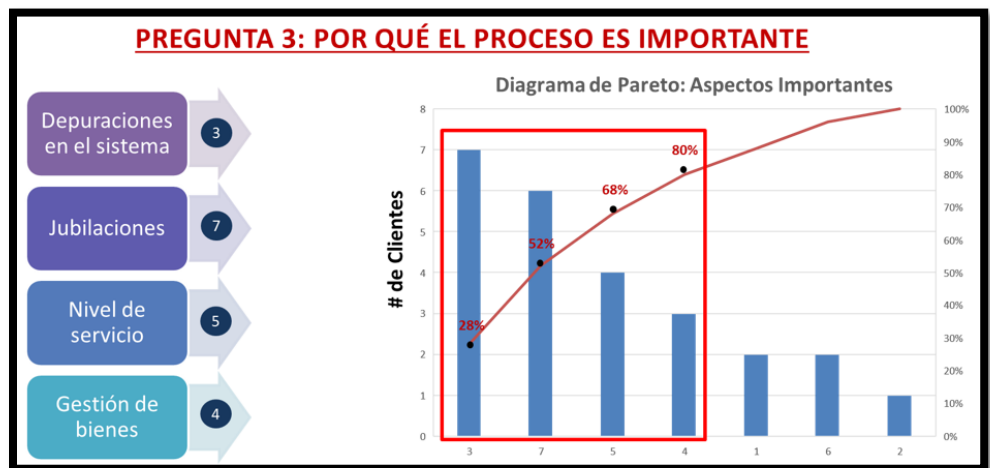 PREGUNTA 3: POR QUÉ EL PROCESO ES IMPORTANTE
Depuraciones
en el sistema
3
Jubilaciones
7
Nivel de
servicio
5
Gestión de
bienes
4
Diagrama de Pareto: Aspectos Importantes
# de Clientes
8
7
6
5
4
3
2
1
0
28%
52%
68%
80%
100%
90%
80%
70%
60%
50%
40%
30%
20%
10%
0%
3 7 5 4 1 6 2